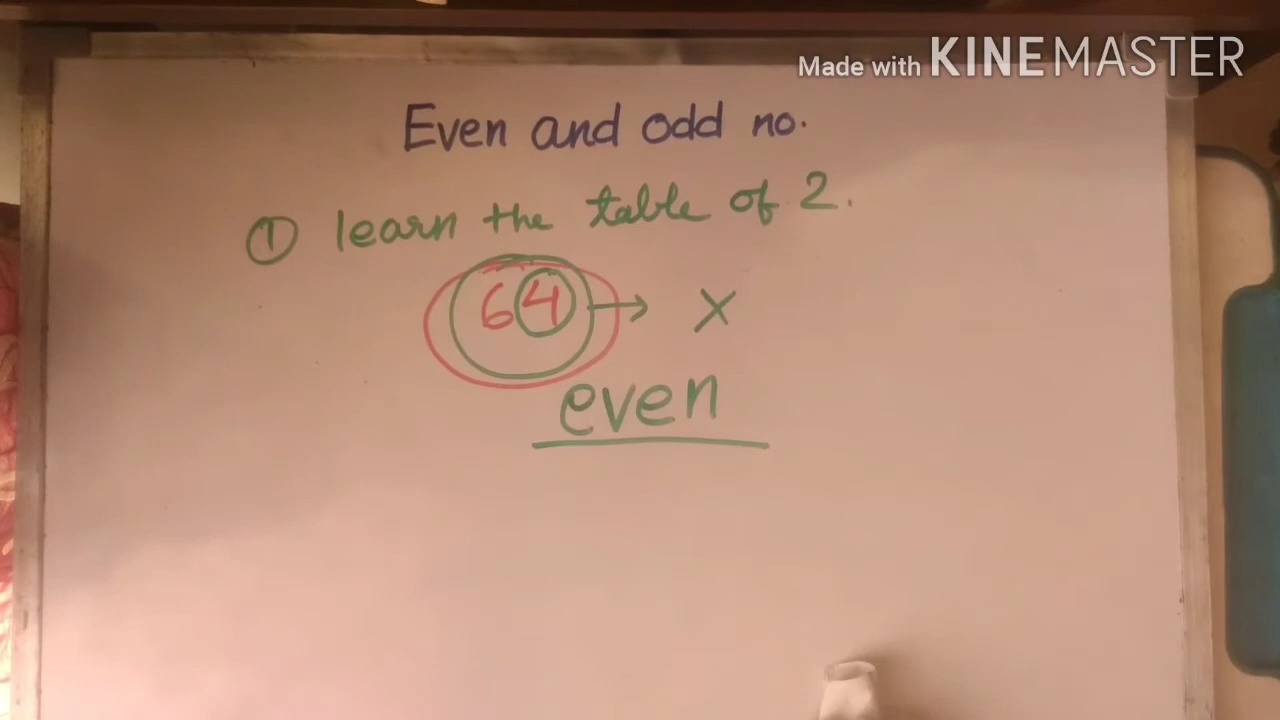 Made with KINEMASTER
Even and odd no.
① learn the table of 2.
64 → ×
even